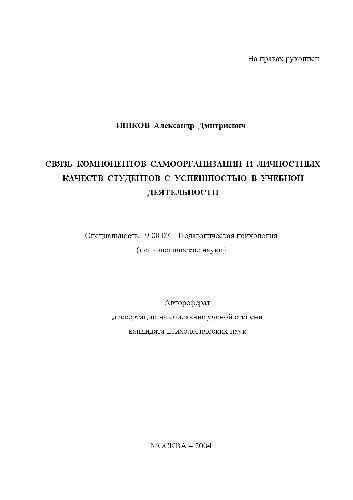 На правах рукописи
ИШКОВ Александр Дмитриевич
СВЯЗЬ КОМПОНЕНТОВ САМООРГАНИЗАЦИИ И ЛИЧНОСТНЫХ
КАЧЕСТВ СТУДЕНТОВ С УСПЕШНОСТЬЮ В УЧЕБНОЙ
ДЕЯТЕЛЬНОСТИ
Специальность 19.00.07 – Педагогическая психология
(психологические науки)
Автореферат
диссертации на соискание ученой степени
кандидата психологических наук
МОСКВА – 2004